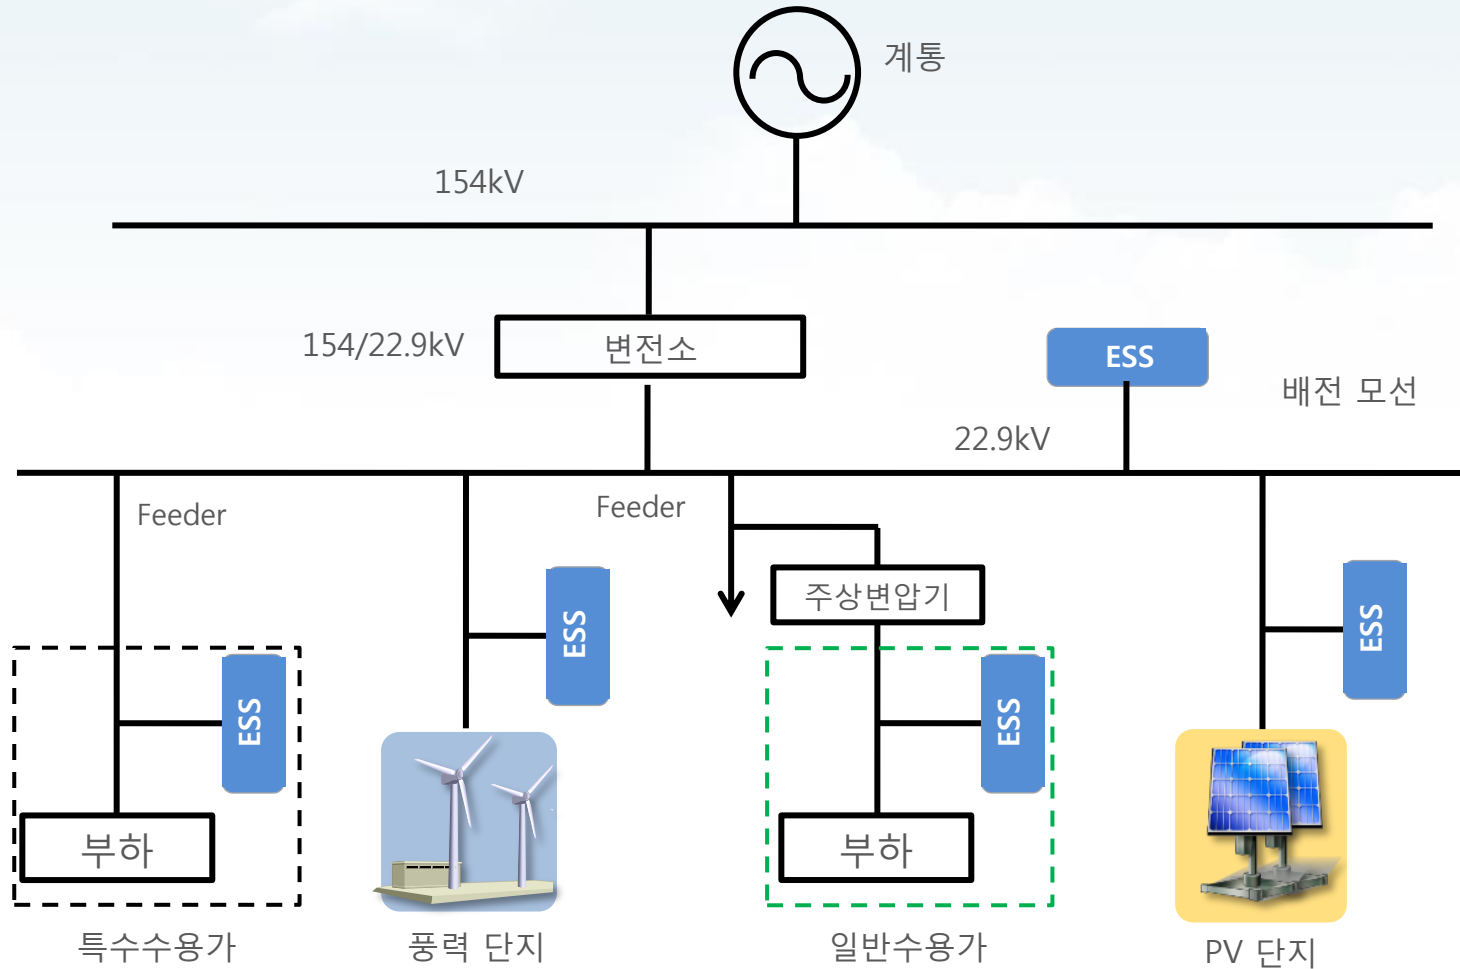 계통
154kV
154/22.9kV
변전소
ESS
배전 모선
22.9kV
Feeder
Feeder
ESS
주상변압기
ESS
ESS
ESS
부하
부하
특수수용가
풍력 단지
일반수용가
PV 단지